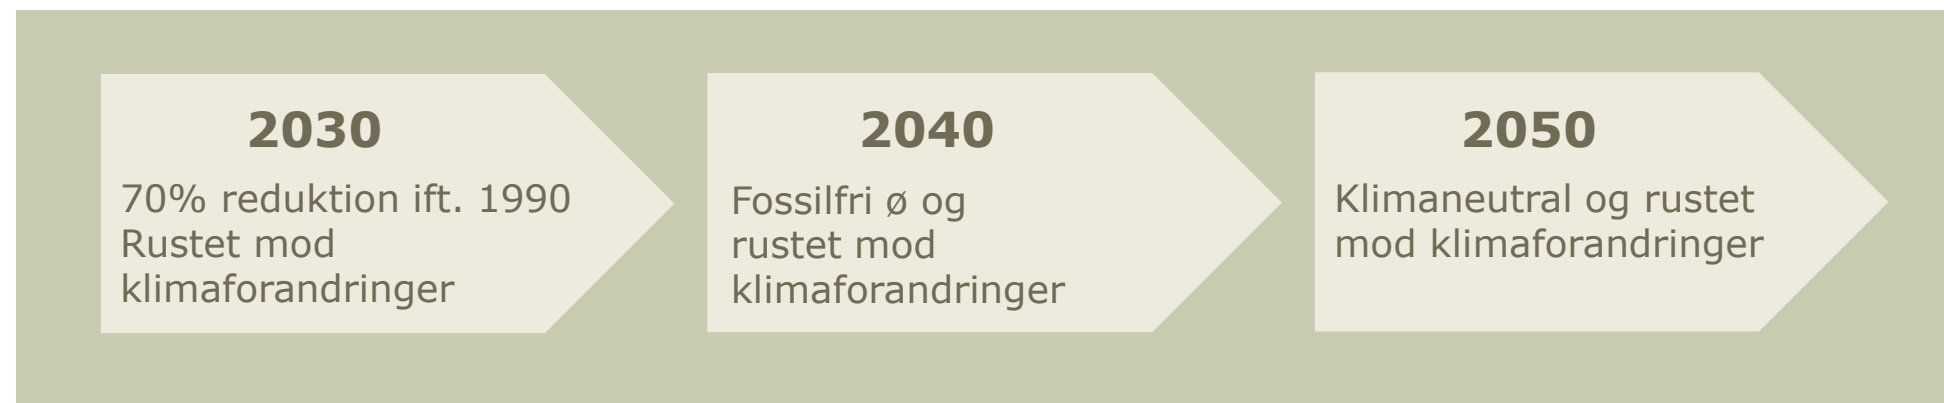 2030
70% reduktion ift. 1990
Rustet mod
klimaforandringer
2040
Fossilfri ø og
rustet mod
klimaforandringer
2050
Klimaneutral og rustet
mod klimaforandringer